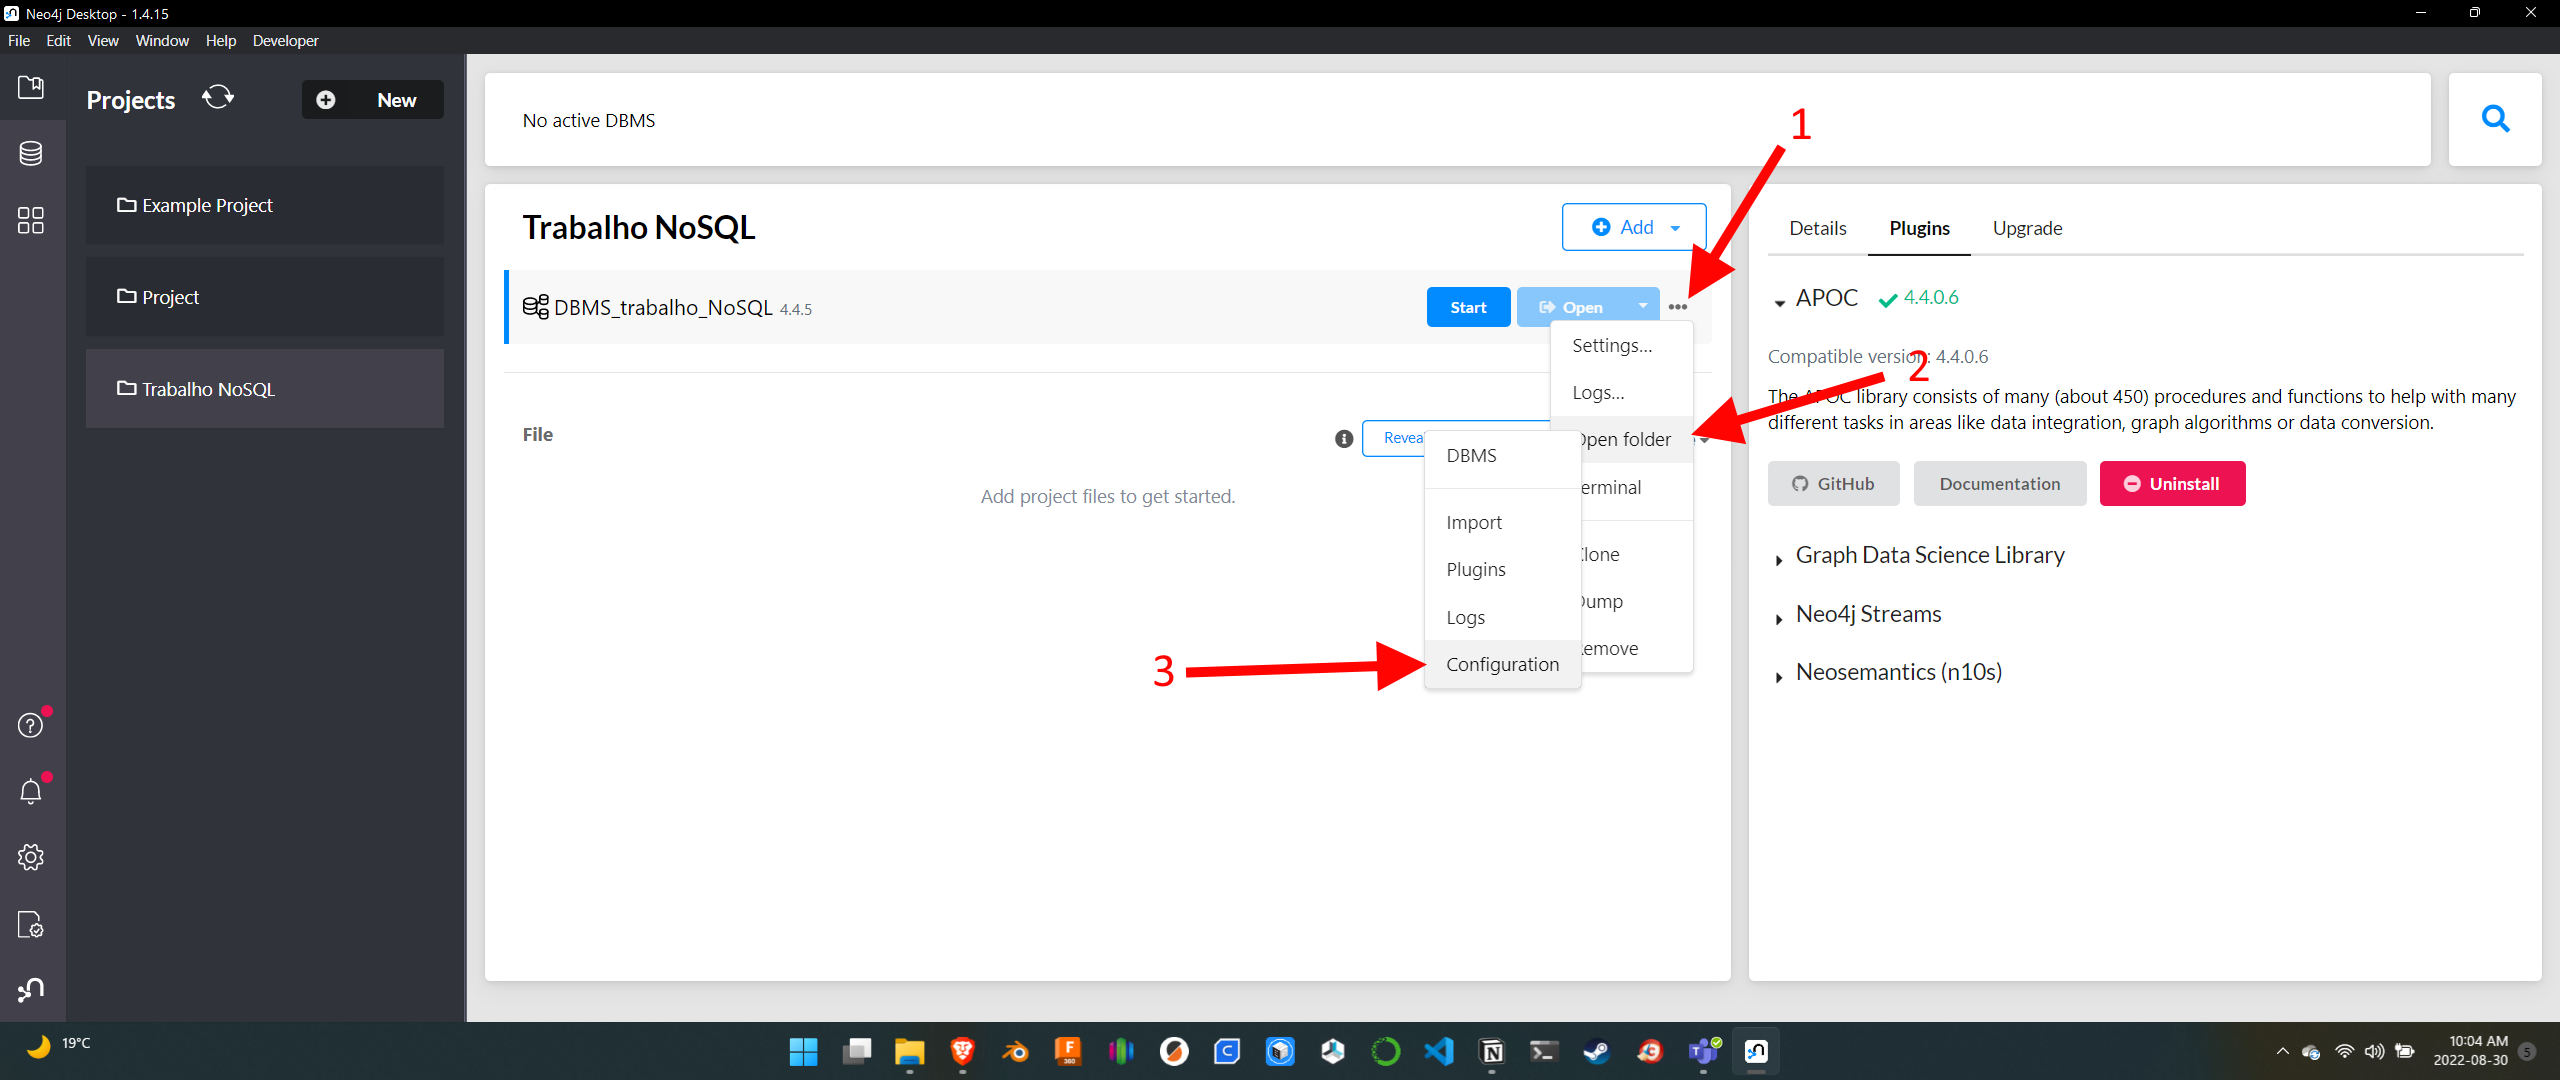 Neo4j Desktop - 1.4.15
File Edit View Window Help Developer
Projects
New
Example Project
Project
Trabalho NoSQL
No active DBMS
1
Trabalho NoSQL
Add
DBMS_trabalho_NoSQL 4.4.5
Start
Open
Settings...
Logs...
Open folder
Terminal
Clone
Dump
Remove
2
File
Revea
DBMS
Import
Plugins
Logs
Configuration
3
Add project files to get started.
Details Plugins Upgrade
APOC 4.4.0.6
Compatible version: 4.4.0.6
The APOC library consists of many (about 450) procedures and functions to help with many
different tasks in areas like data integration, graph algorithms or data conversion.
GitHub
Documentation
Uninstall
Graph Data Science Library
Neo4j Streams
Neosemantics (n10s)
19°C
10:04 AM
2022-08-30
5